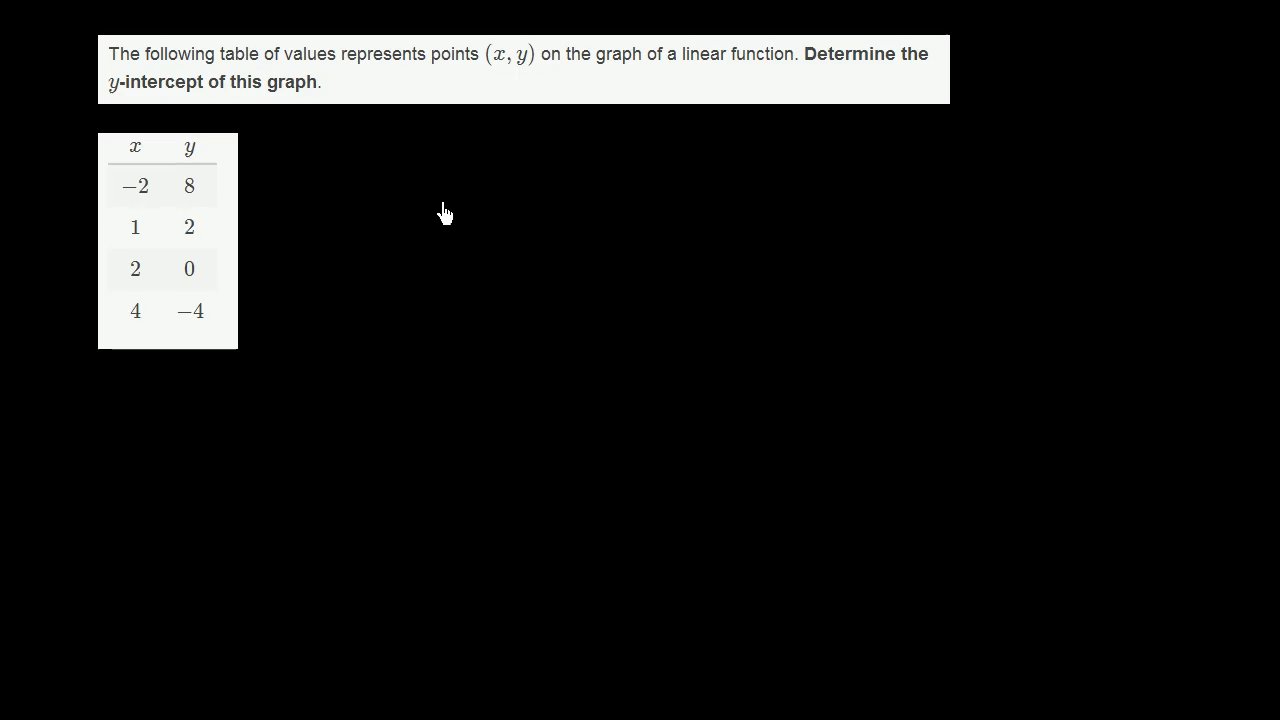 The following table of values represents points (x, y) on the graph of a linear function. Determine the
y-intercept of this graph.
x y
−2 8
1 2
2 0
4 −4